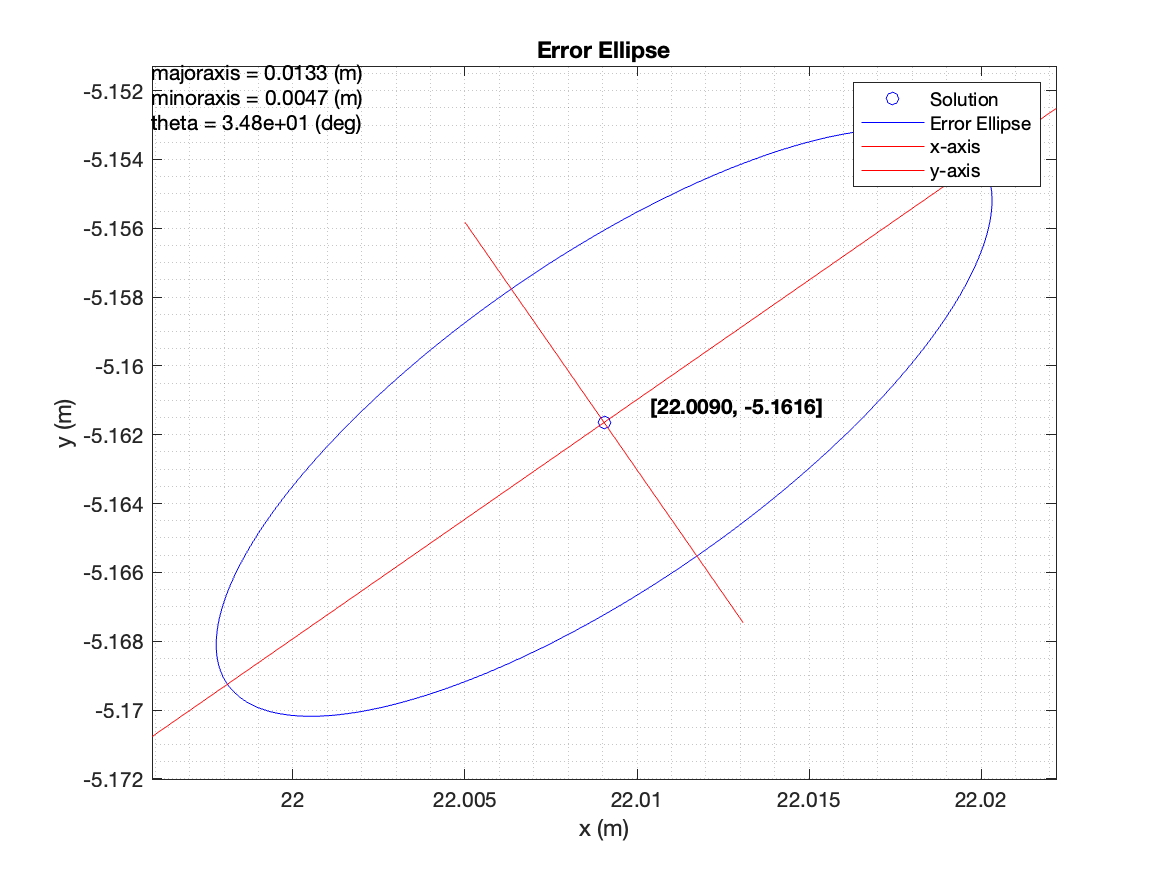 Error Ellipse
majoraxis = 0.0133 (m)
minoraxis = 0.0047 (m)
theta = 3.48e+01 (deg)
Solution
Error Ellipse
x-axis
y-axis
[22.0090, -5.1616]
-5.152
-5.154
-5.156
-5.158
-5.16
-5.162
-5.164
-5.166
-5.168
-5.17
-5.172
y (m)
22
22.005
22.01
22.015
22.02
x (m)